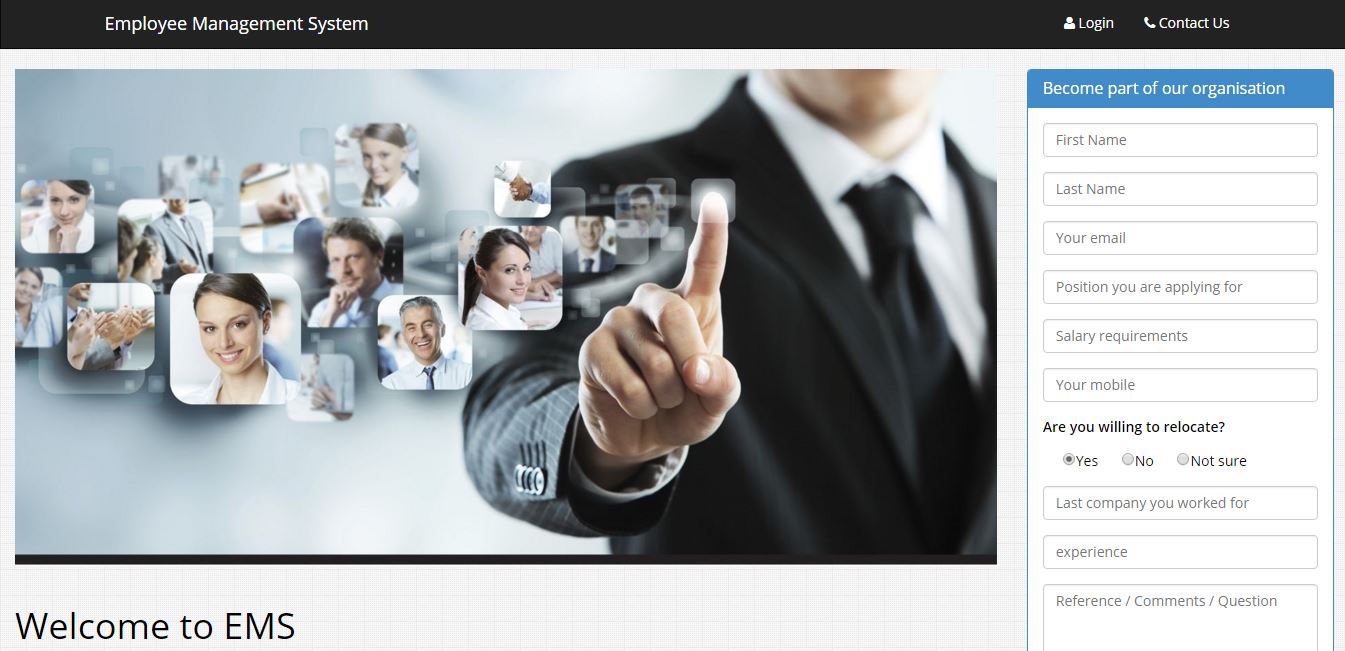 Employee Management System
Login
Contact Us
Become part of our organisation
First Name
Last Name
Your email
Position you are applying for
Salary requirements
Your mobile
Are you willing to relocate?
Yes No Not sure
Last company you worked for
experience
Reference / Comments / Question
Welcome to EMS